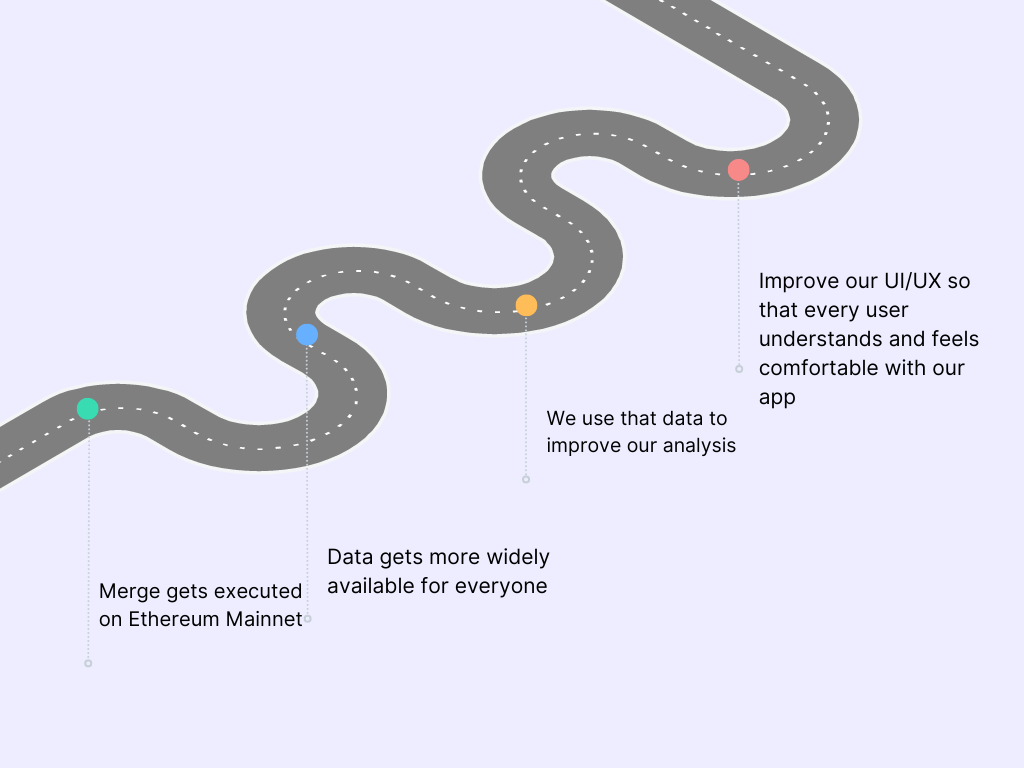 Merge gets executed
on Ethereum Mainnet
Data gets more widely
available for everyone
We use that data to
improve our analysis
Improve our UI/UX so
that every user
understands and feels
comfortable with our
app